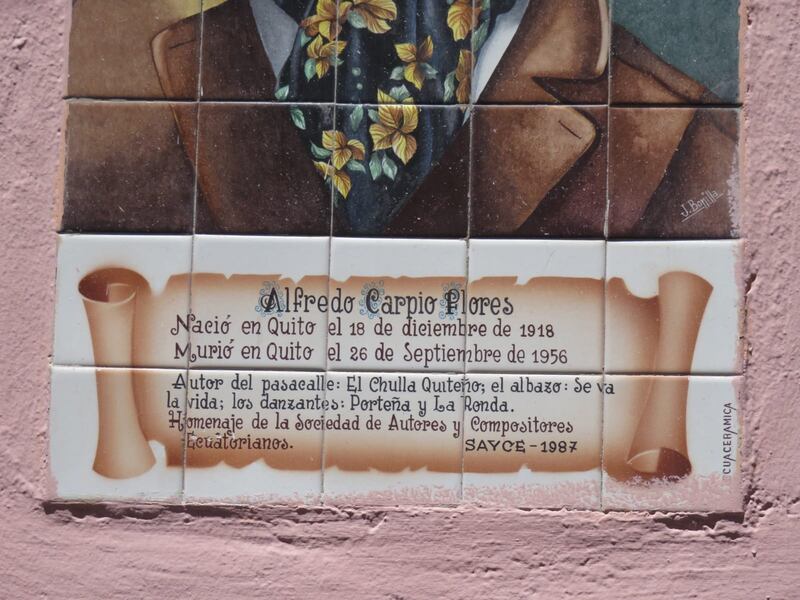 J. Bonilla
Alfredo Carpio Flores
Nació en Quito el 18 de diciembre de 1918
Murió en Quito el 26 de Septiembre de 1956
Autor del pasacalle: El Chulla Quiteño; el albazo: Se va
la vida; los danzantes: Porteña y La Ronda.
Homenaje de la Sociedad de Autores y Compositores
Ecuatorianos. SAYCE-1987
ECUACERAMICA